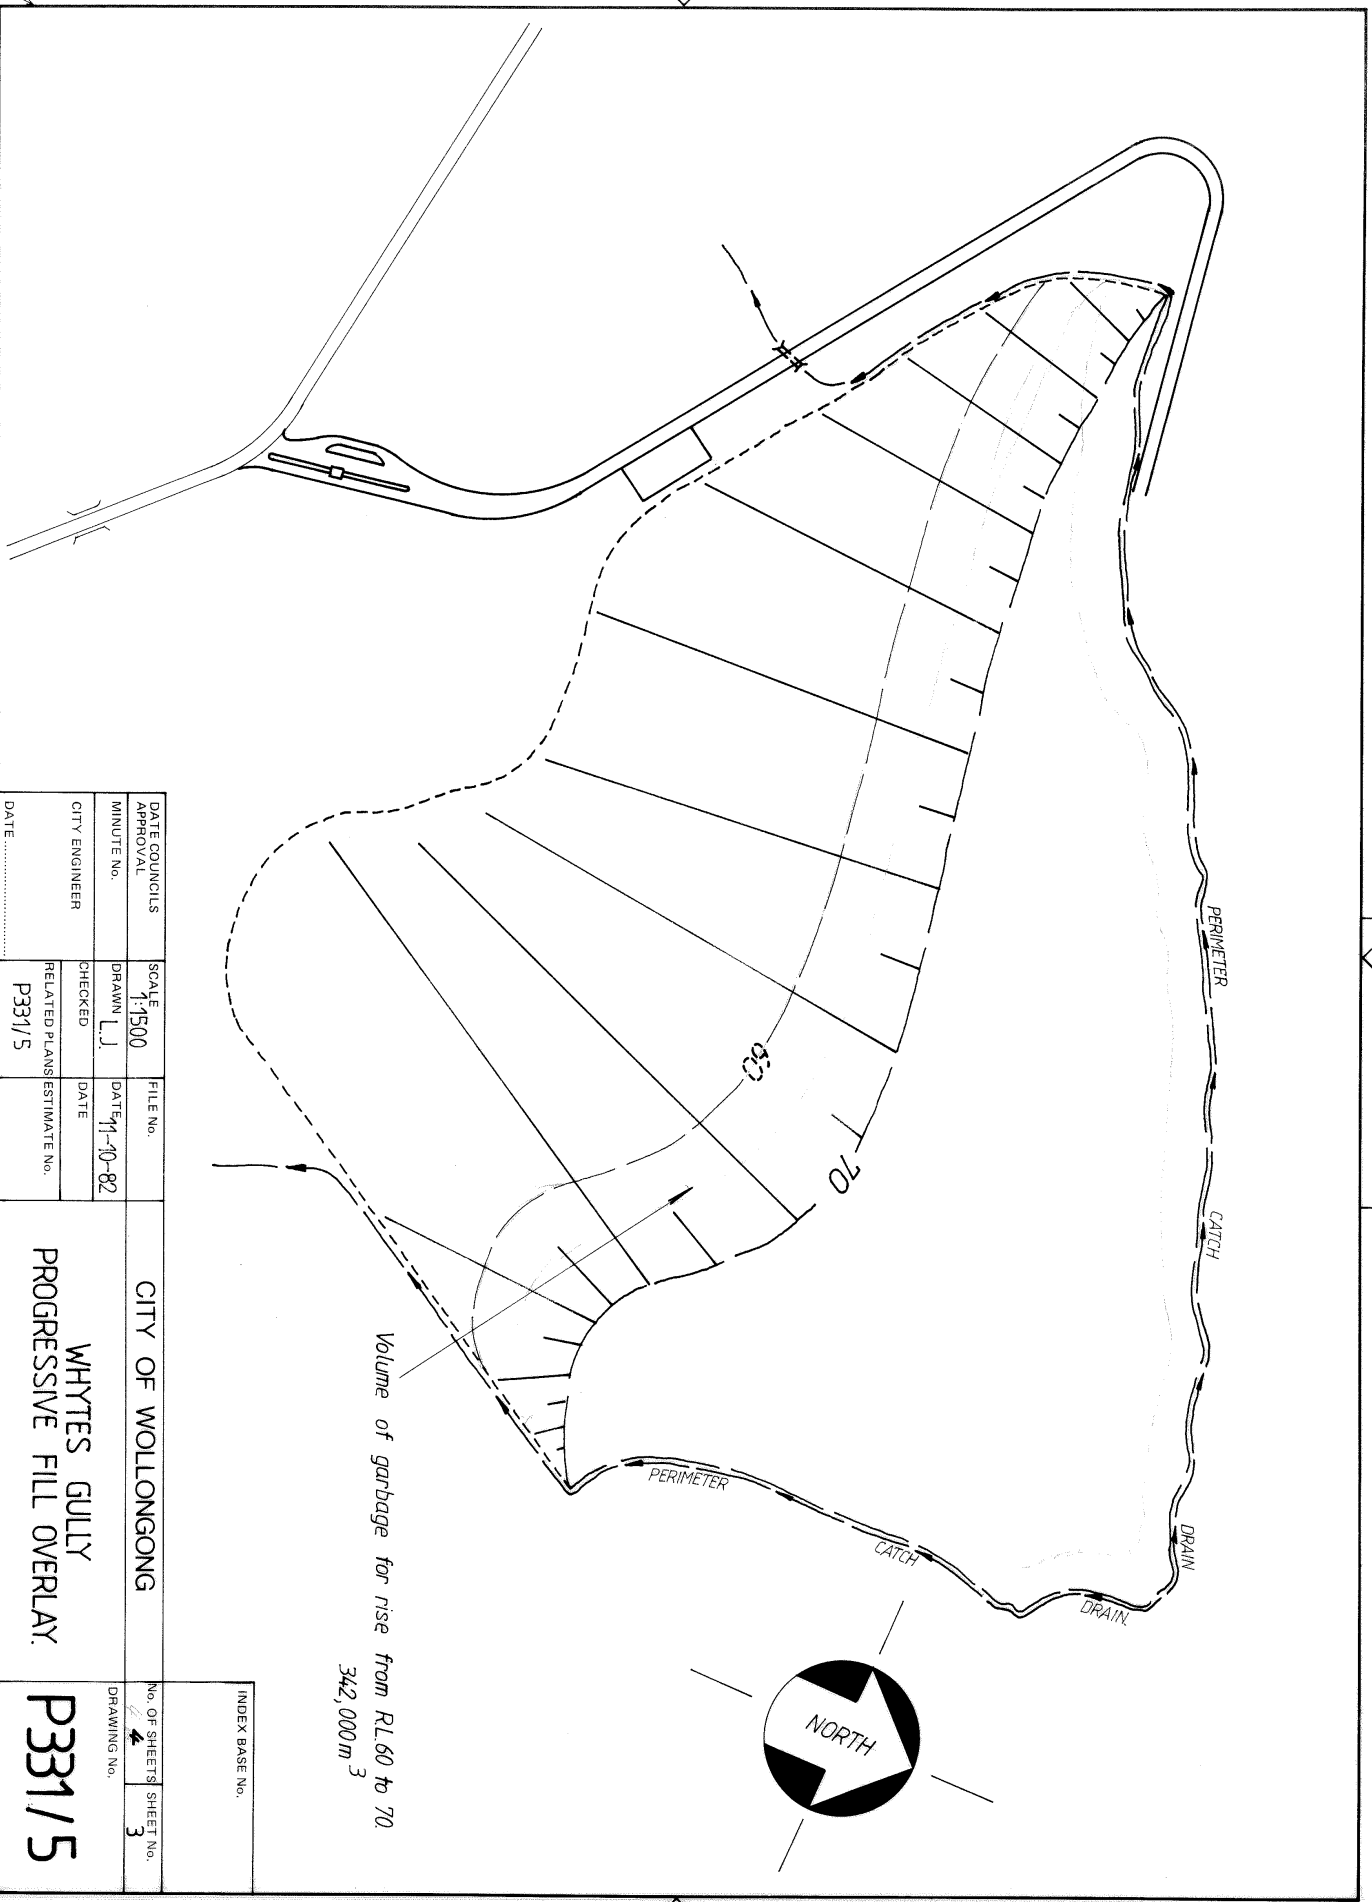 PERIMETER
CATCH
DRAIN
PERIMETER
CATCH
DRAIN.
70
60
NORTH
Volume of garbage for rise from RL.60 to 70.
342,000m³
DATE COUNCILS
APPROVAL
MINUTE No.
CITY ENGINEER
DATE..............
SCALE
1:1500
DRAWN L.J.
CHECKED
RELATED PLANS
P331/5
FILE No.
DATE 11-10-82
DATE
ESTIMATE No.
CITY OF WOLLONGONG
WHYTES GULLY
PROGRESSIVE FILL OVERLAY.
INDEX BASE No.
No. OF SHEETS
4
SHEET No.
3
DRAWING No.
P331/5